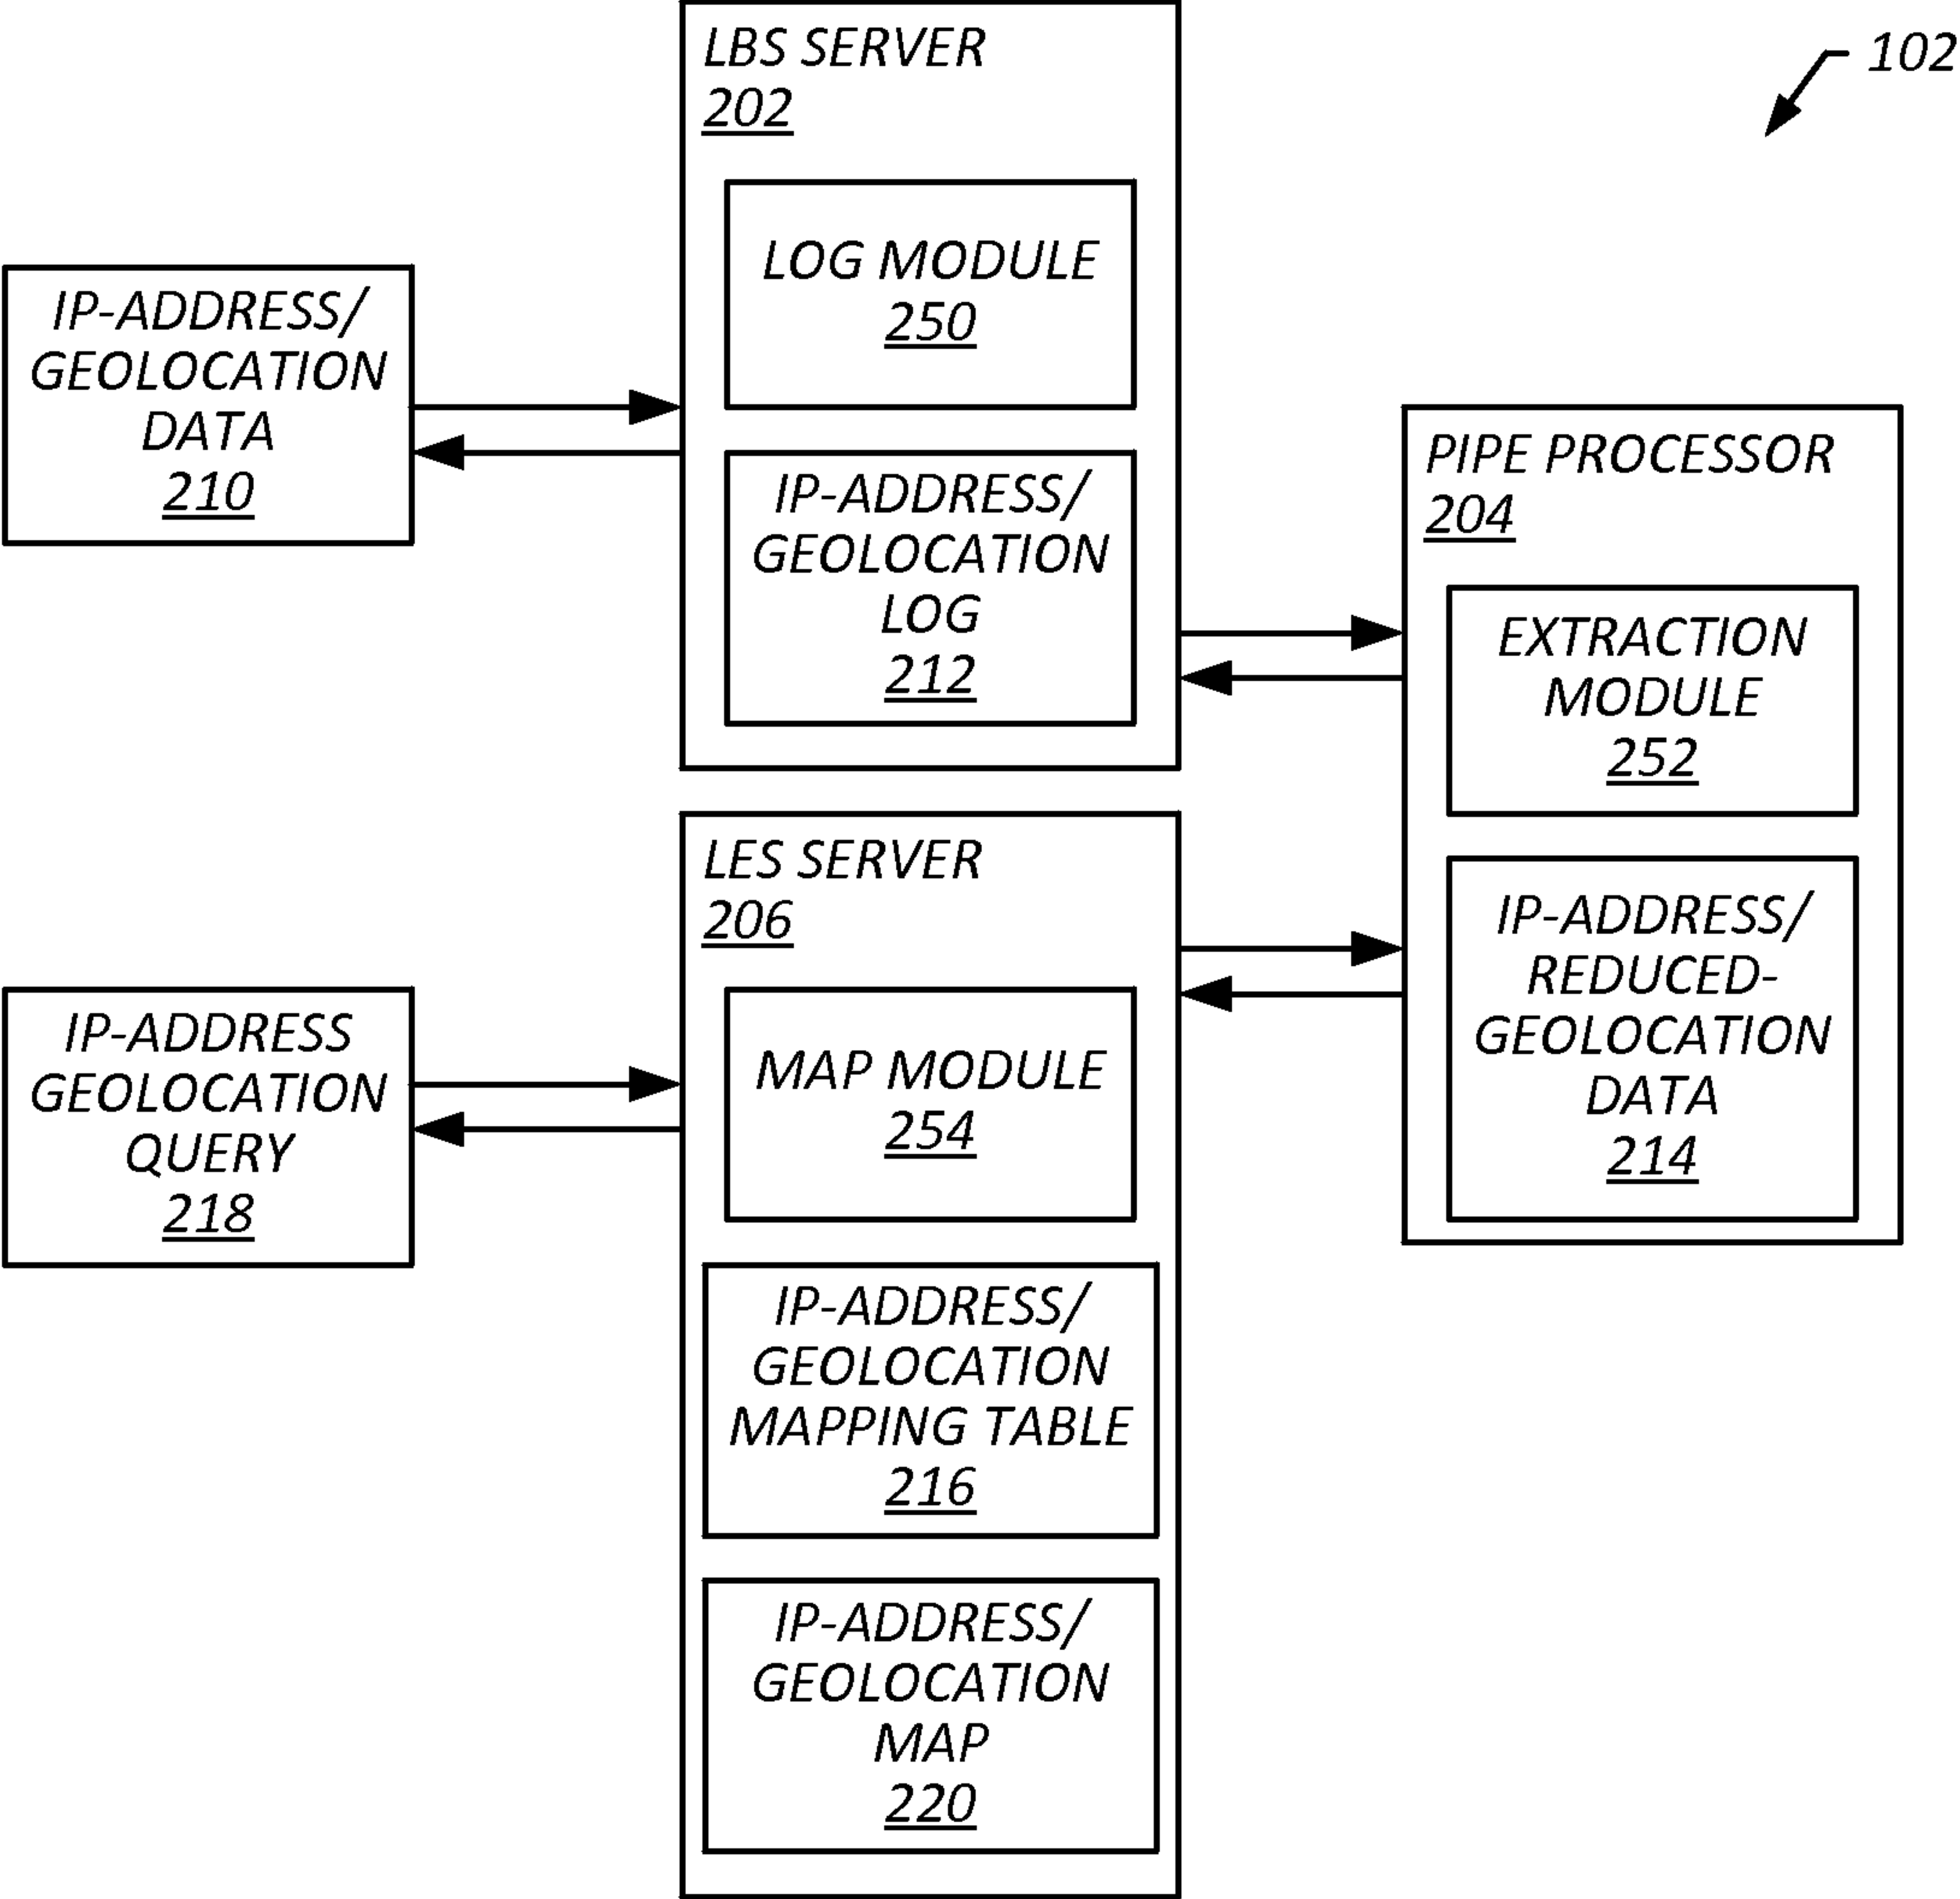 LBS SERVER
202
102
LOG MODULE
250
IP-ADDRESS/
GEOLOCATION
DATA
210
IP-ADDRESS/
GEOLOCATION
LOG
212
PIPE PROCESSOR
204
EXTRACTION
MODULE
252
IP-ADDRESS/
REDUCED-
GEOLOCATION
DATA
214
LES SERVER
206
MAP MODULE
254
IP-ADDRESS
GEOLOCATION
QUERY
218
IP-ADDRESS/
GEOLOCATION
MAPPING TABLE
216
IP-ADDRESS/
GEOLOCATION
MAP
220